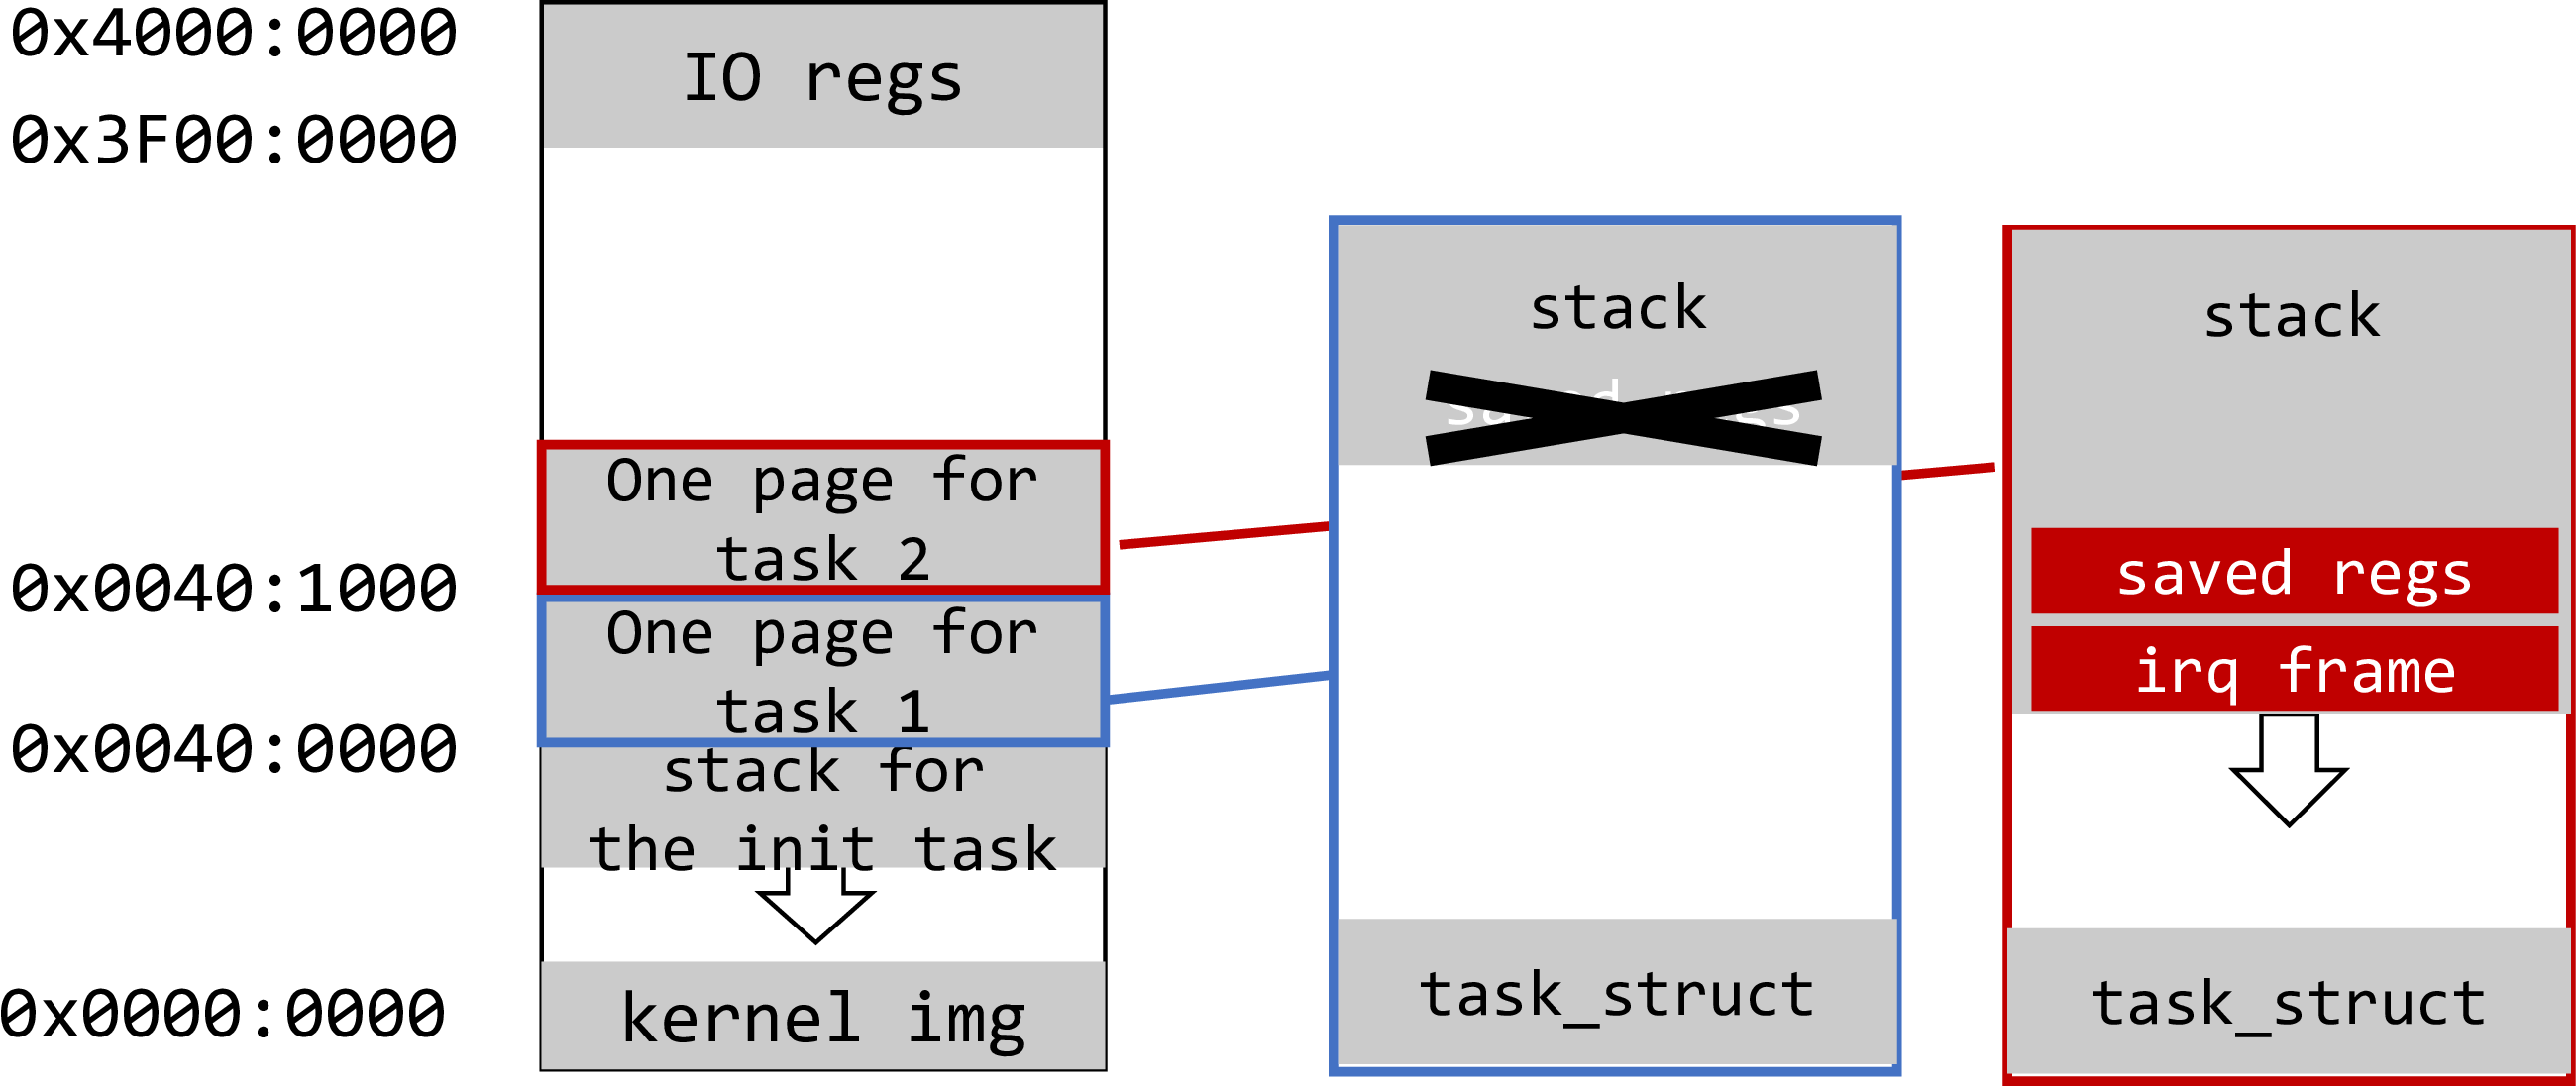 0x4000:0000
0x3F00:0000
0x0040:1000
0x0040:0000
0x0000:0000
IO regs
One page for
task 2
One page for
task 1
stack for
the init task
kernel img
stack
task_struct
stack
saved regs
irq frame
task_struct